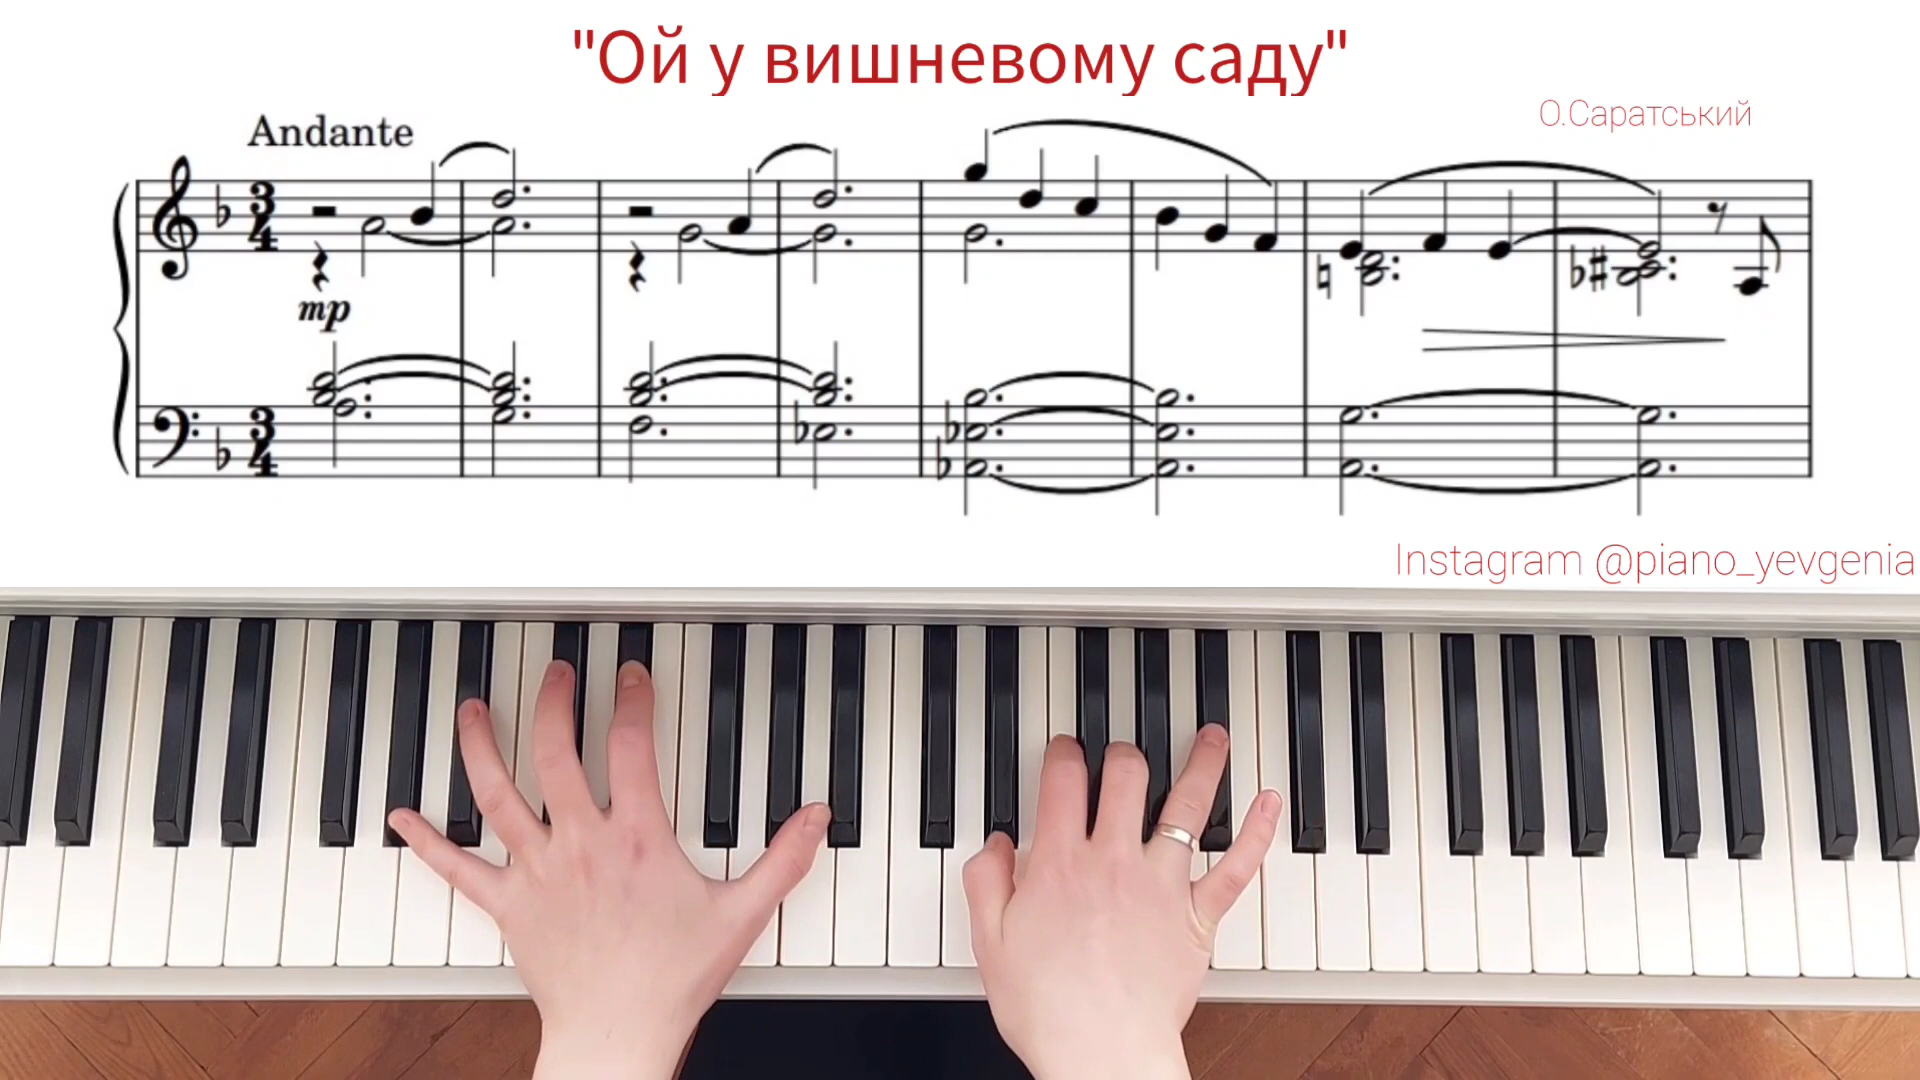 "Ой у вишневому саду"
О.Саратський
Andante
mp
Instagram @piano_yevgenia